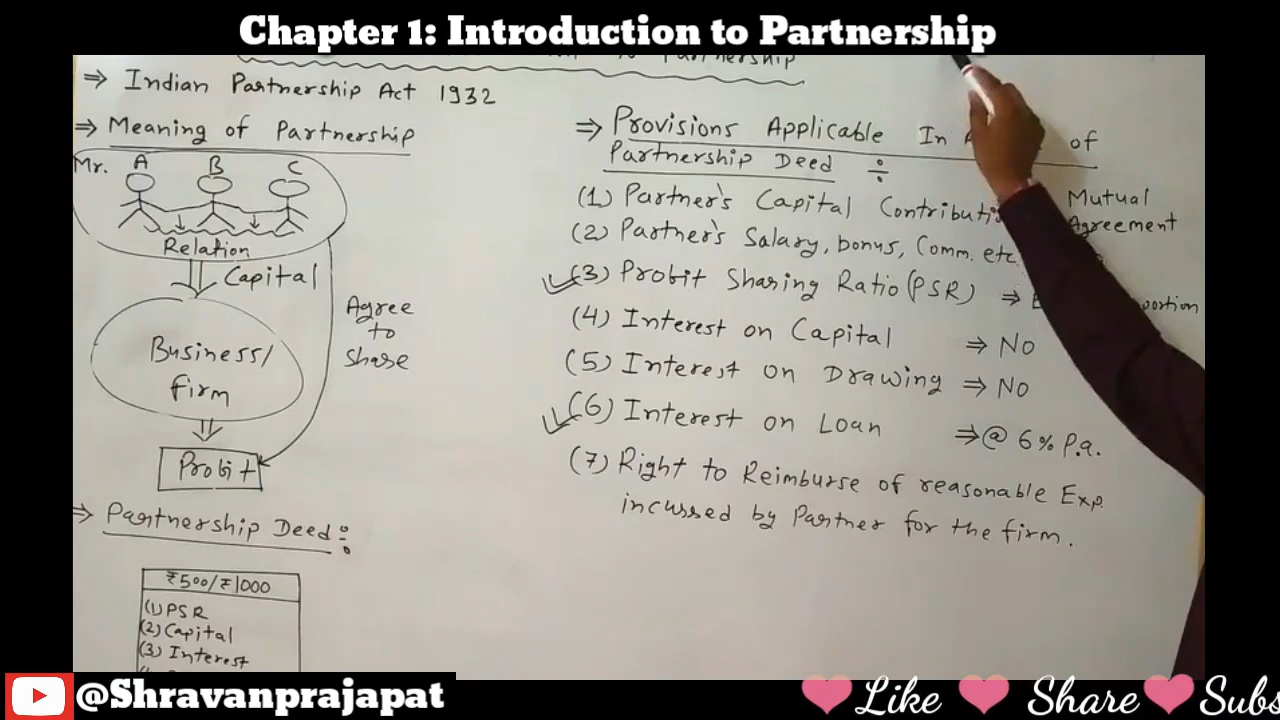 Chapter 1: Introduction to Partnership
to Partnership
⇒ Indian Partnership Act 1932
⇒ Meaning of Partnership
Mr. A B C
Relation
Capital
Agree
to
share
Business/
firm
Profit
⇒ Partnership Deed :
₹500/₹1000
(1) PSR
(2) Capital
(3) Interest
⇒ Provisions Applicable In of
Partnership Deed :
(1) Partner's Capital Mutual
Agreement
(2) Partner's Salary, bonus, Comm. etc.
(3) Profit Sharing Ratio (PSR) ⇒
(4) Interest on Capital ⇒ No
(5) Interest on Drawing ⇒ No
(6) Interest on Loan ⇒ @ 6% P.a.
(7) Right to Reimburse of reasonable Exp.
incussed by Partner for the firm.
@Shravanprajapat
Like Share Subs